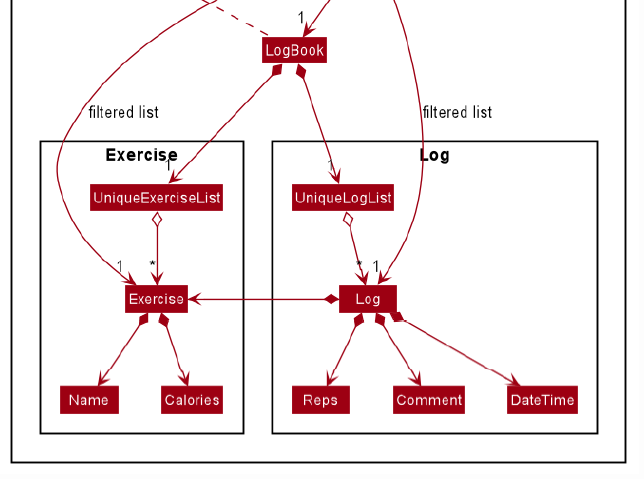 1
LogBook
filtered list
filtered list
Exercise
Log
1
1
UniqueExerciseList
UniqueLogList
1
*
*
1
Exercise
Log
Name
Calories
Reps
Comment
DateTime